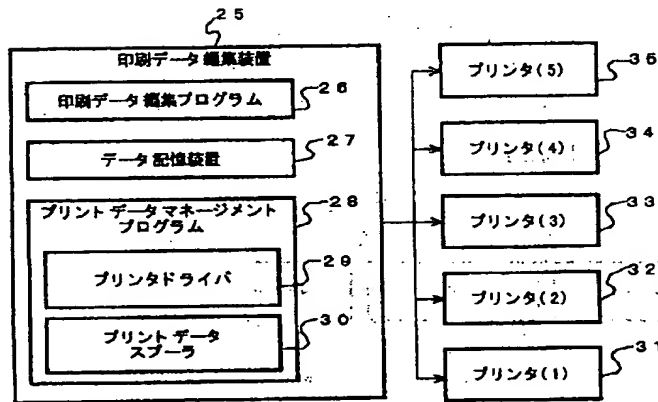 25
印刷データ編集装置
印刷データ編集プログラム
26
データ記憶装置
27
プリントデータマネージメント
プログラム
28
プリンタドライバ
29
プリントデータ
スプーラ
30
プリンタ(5)
35
プリンタ(4)
34
プリンタ(3)
33
プリンタ(2)
32
プリンタ(1)
31